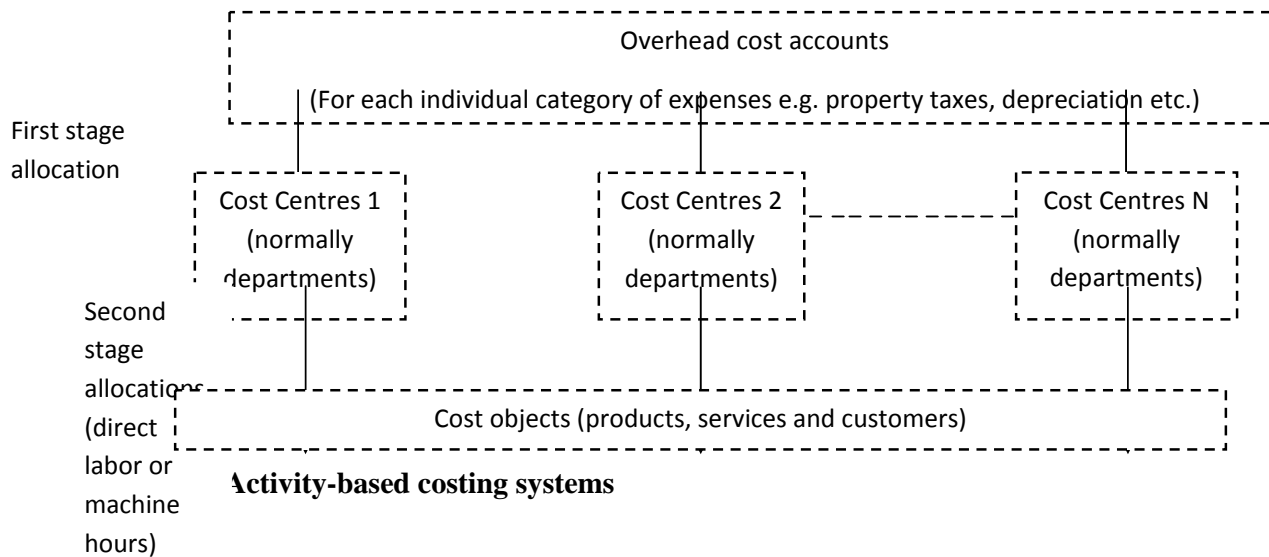 Overhead cost accounts
(For each individual category of expenses e.g. property taxes, depreciation etc.)
First stage
allocation
Cost Centres 1
(normally
departments)
Cost Centres 2
(normally
departments)
Cost Centres N
(normally
departments)
Second
stage
allocations
(direct
labor or
machine
hours)
Cost objects (products, services and customers)
Activity-based costing systems